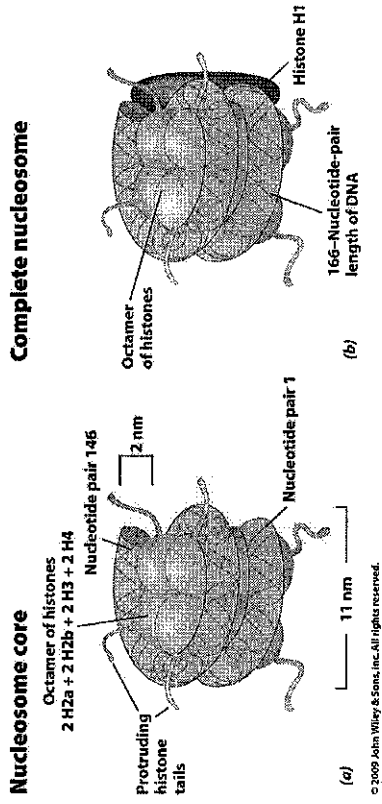 Nucleosome core
Octamer of histones
2 H2a + 2 H2b + 2 H3 + 2 H4
Nucleotide pair 146
2 nm
Protruding
histone
tails
Nucleotide pair 1
11 nm
(a)
Complete nucleosome
Octamer
of histones
Histone H1
166–Nucleotide-pair
length of DNA
(b)
© 2009 John Wiley & Sons, Inc. All rights reserved.